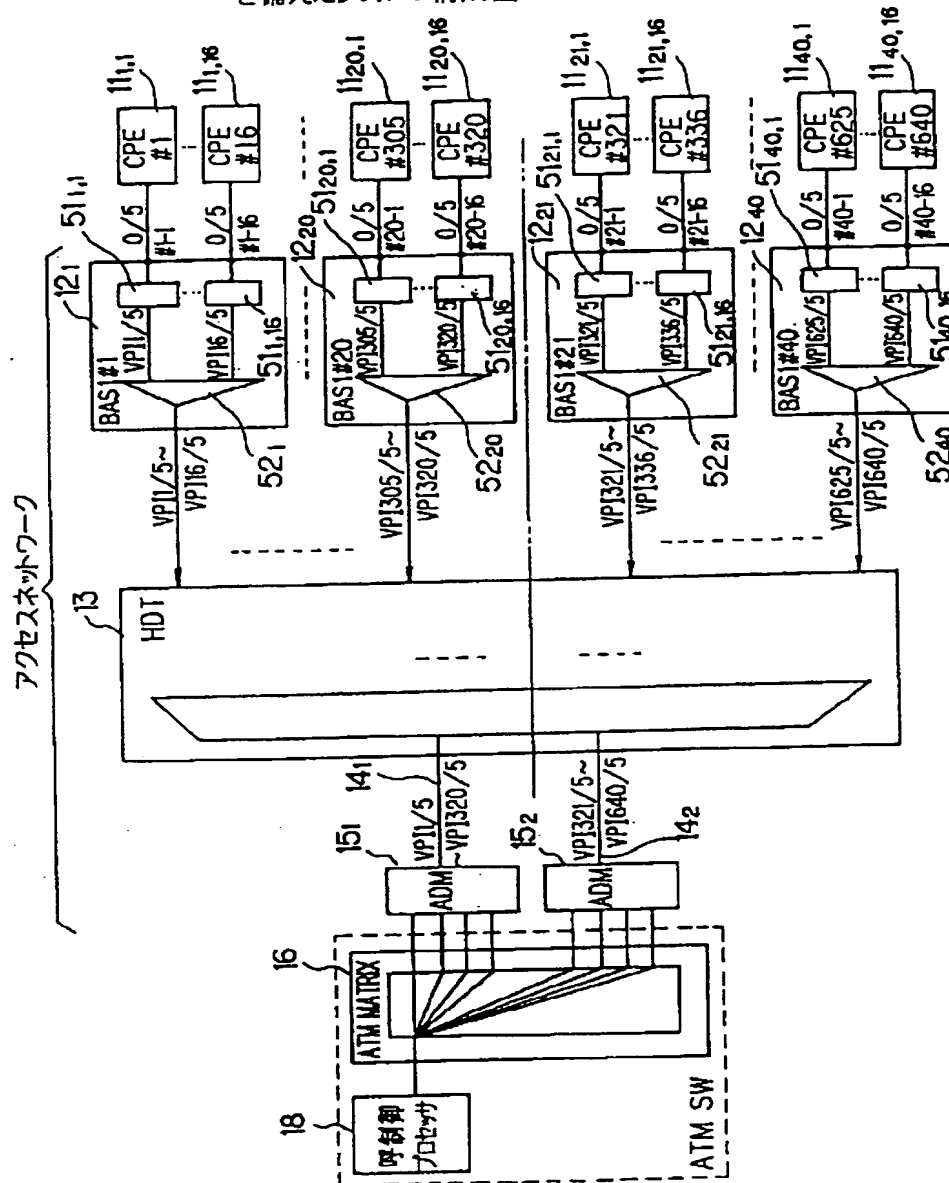 アクセスネットワーク
13
HDT
12₁
BAS1#1
51₁,₁
VPI1/5
VPI16/5
51₁,₁₆
52₁
VPI1/5~
VPI16/5
0/5
#1-1
0/5
#1-16
CPE
#1
11₁,₁
CPE
#16
11₁,₁₆
12₂₀
BAS1#20
51₂₀,₁
VPI305/5
VPI320/5
51₂₀,₁₆
52₂₀
VPI305/5~
VPI320/5
0/5
#20-1
0/5
#20-16
CPE
#305
11₂₀,₁
CPE
#320
11₂₀,₁₆
12₂₁
BAS1#21
51₂₁,₁
VPI321/5
VPI336/5
51₂₁,₁₆
52₂₁
VPI321/5~
VPI336/5
0/5
#21-1
0/5
#21-16
CPE
#321
11₂₁,₁
CPE
#336
11₂₁,₁₆
12₄₀
BAS1#40
51₄₀,₁
VPI625/5
VPI640/5
51₄₀,₁₆
52₄₀
VPI625/5~
VPI640/5
0/5
#40-1
0/5
#40-16
CPE
#625
11₄₀,₁
CPE
#640
11₄₀,₁₆
14₁
VPI1/5
~VPI320/5
15₁
ADM
VPI321/5~
VPI640/5
14₂
15₂
ADM
16
ATM MATRIX
18
呼制御
プロセッサ
ATM SW